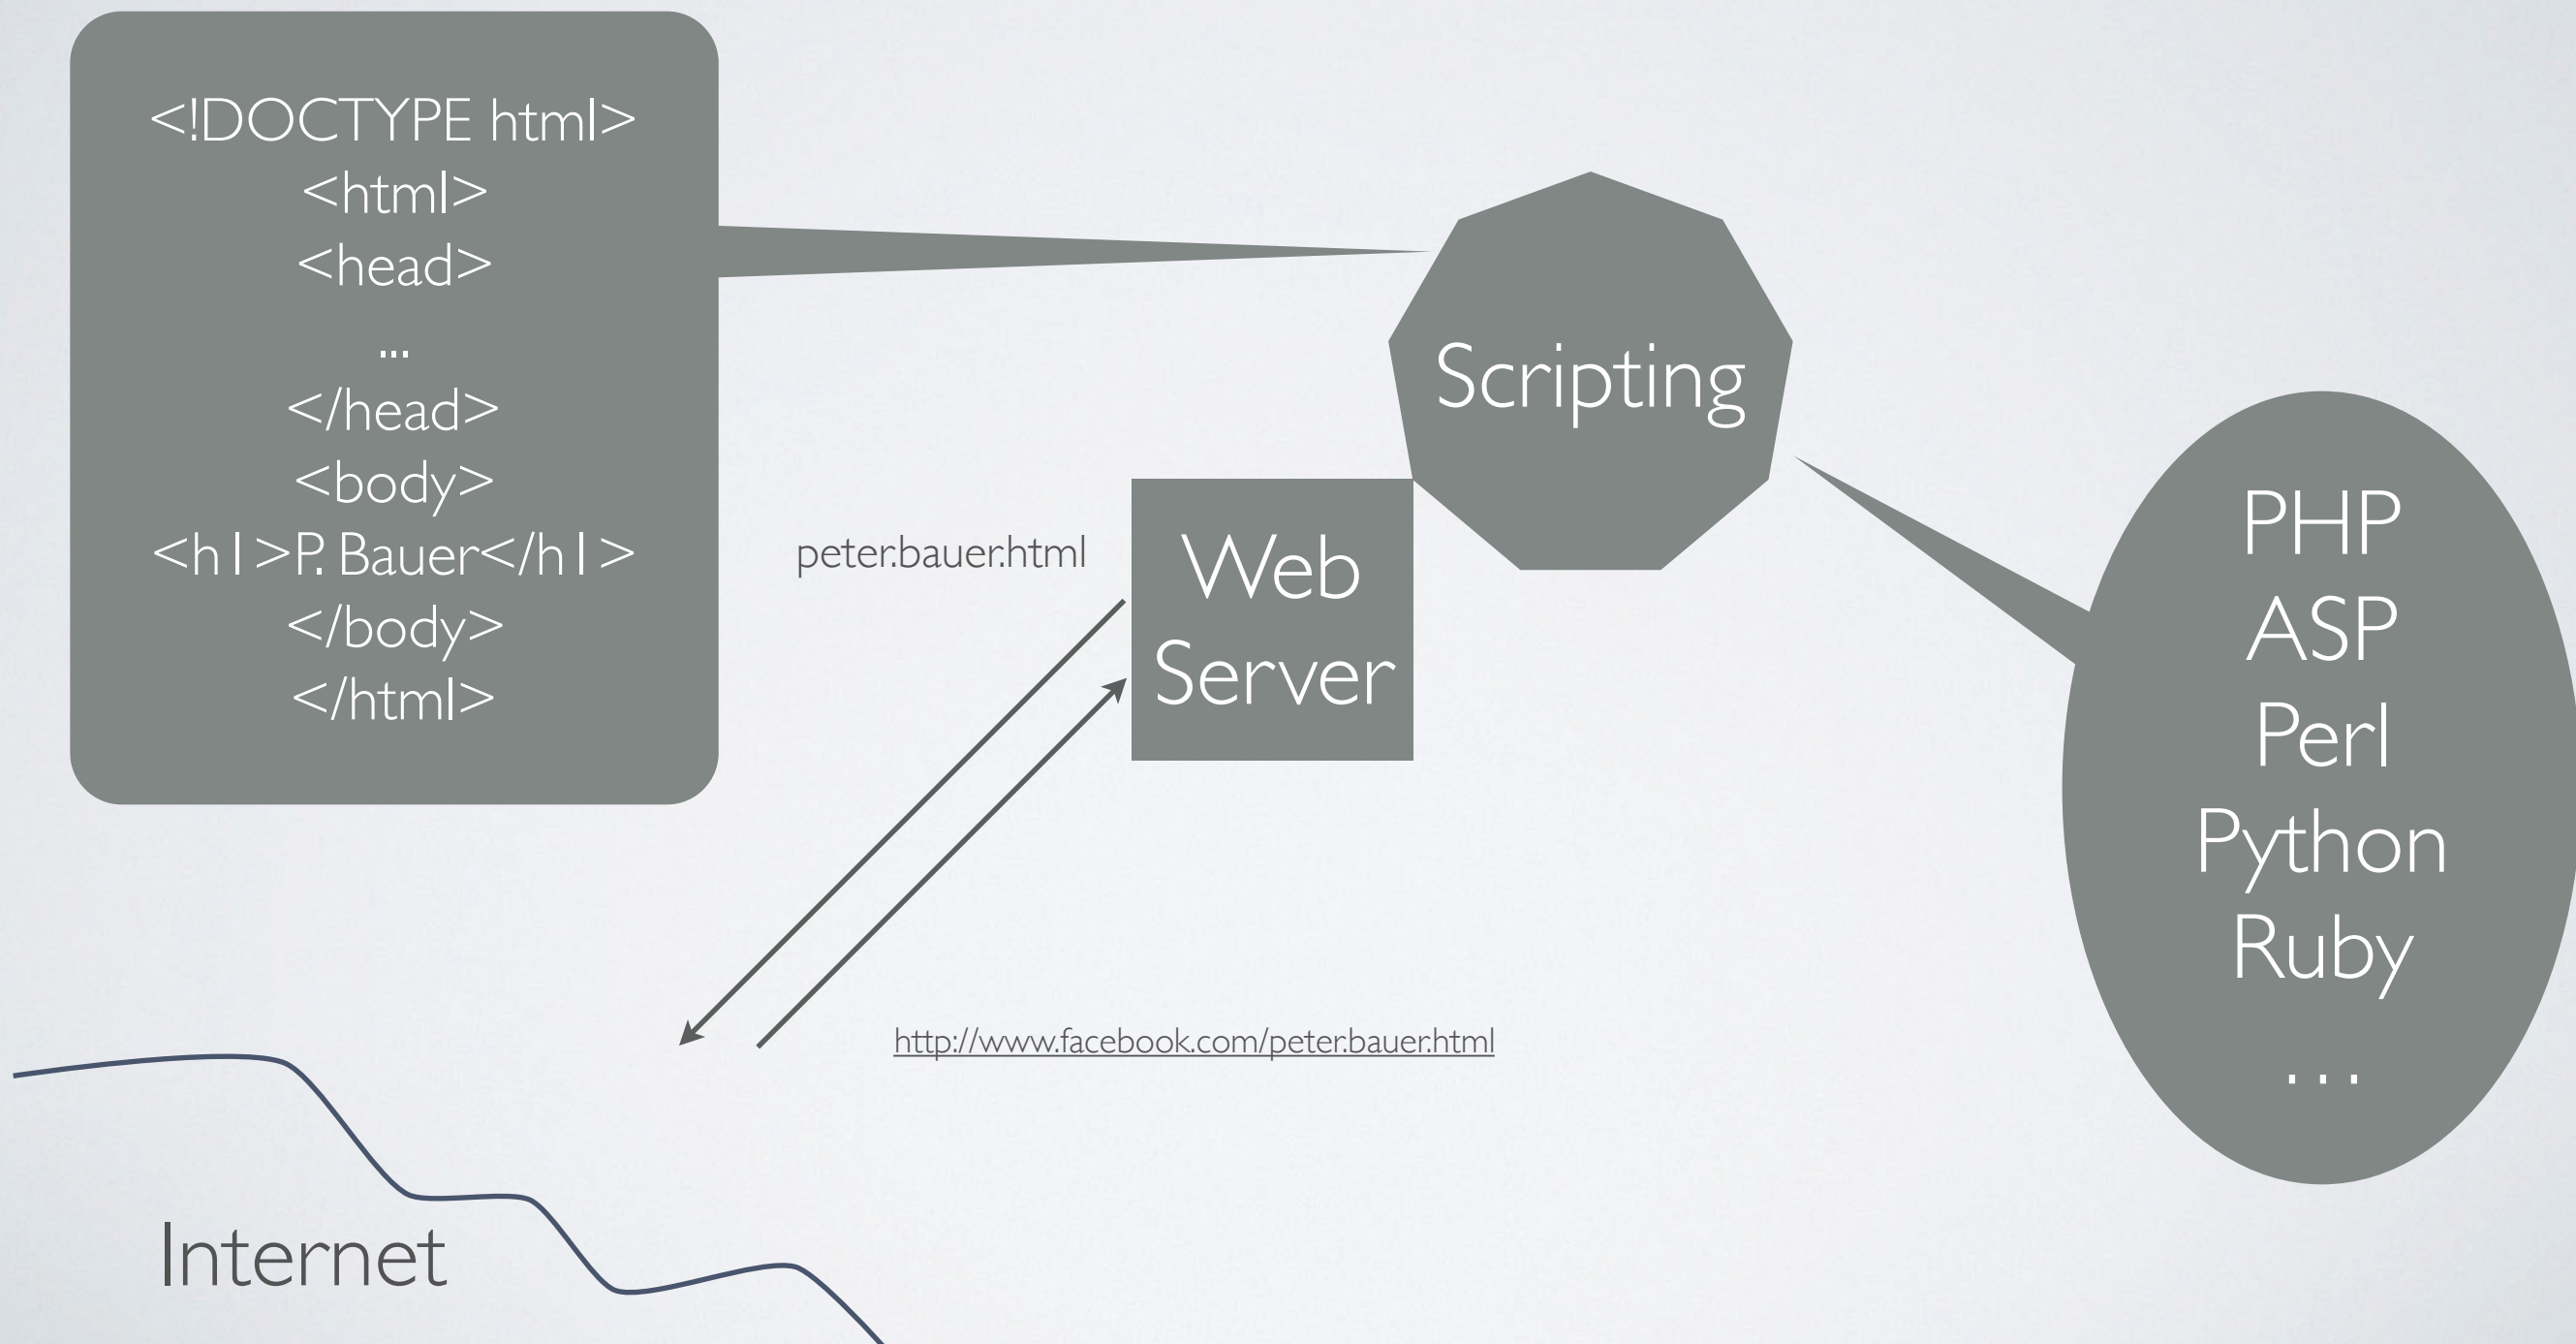 <!DOCTYPE html>
<html>
<head>
...
</head>
<body>
<h1>P. Bauer</h1>
</body>
</html>
Scripting
peter.bauer.html
Web
Server
PHP
ASP
Perl
Python
Ruby
...
http://www.facebook.com/peter.bauer.html
Internet